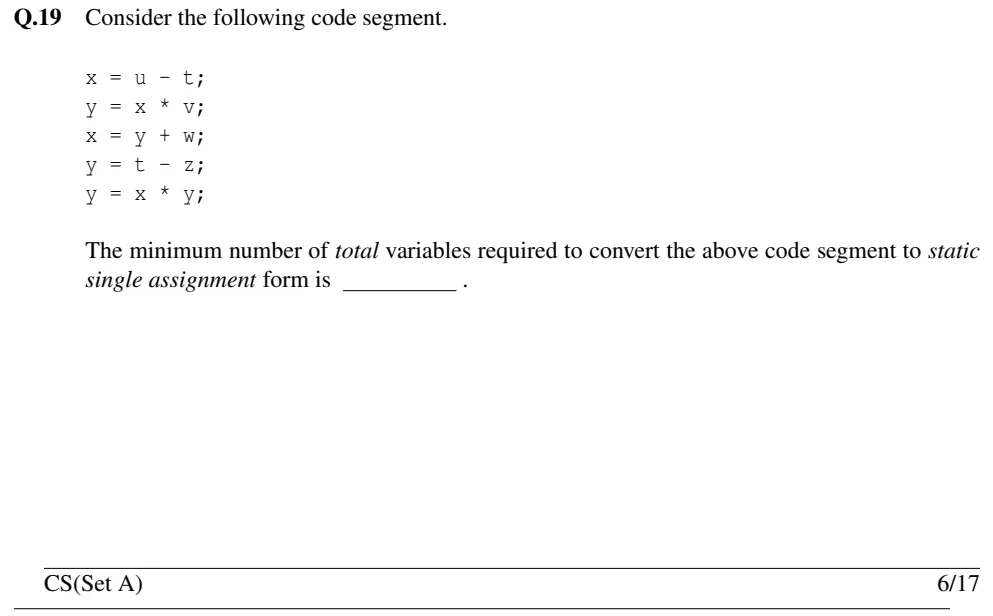 Q.19 Consider the following code segment.
x = u - t;
y = x * v;
x = y + w;
y = t - z;
y = x * y;
The minimum number of total variables required to convert the above code segment to static
single assignment form is __________ .
CS(Set A) 6/17